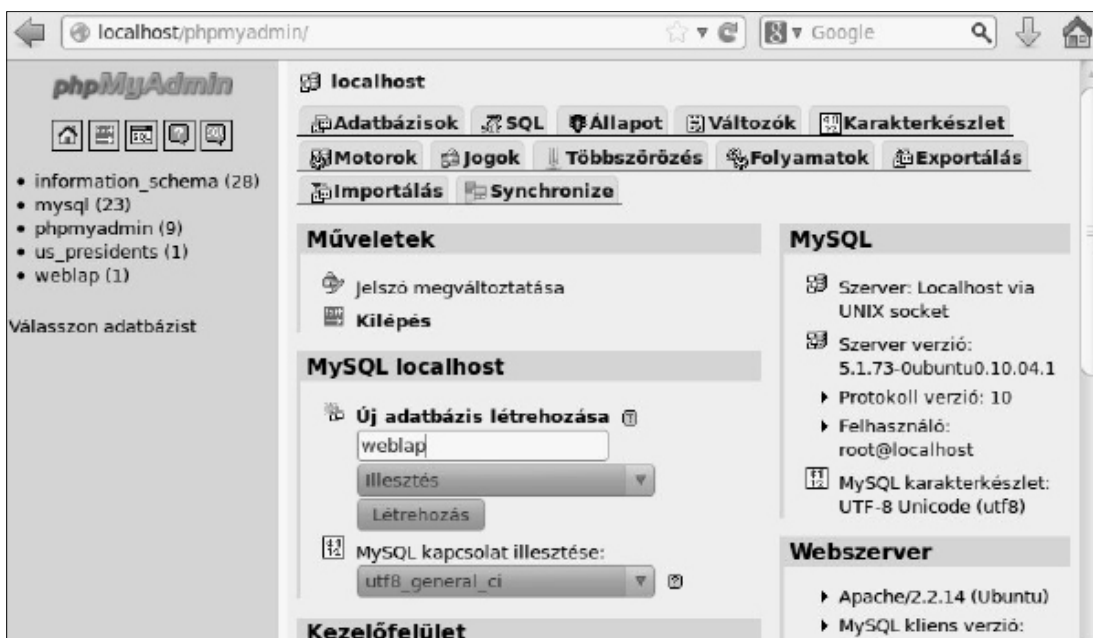 localhost/phpmyadmin/
Google
phpMyAdmin
information_schema (28)
mysql (23)
phpmyadmin (9)
us_presidents (1)
weblap (1)
Válasszon adatbázist
localhost
Adatbázisok SQL Állapot Változók Karakterkészlet
Motorok Jogok Többszörözés Folyamatok Exportálás
Importálás Synchronize
Műveletek
Jelszó megváltoztatása
Kilépés
MySQL localhost
Új adatbázis létrehozása
weblap
Illesztés
Létrehozás
MySQL kapcsolat illesztése:
utf8_general_ci
Kezelőfelület
MySQL
Szerver: Localhost via
UNIX socket
Szerver verzió:
5.1.73-0ubuntu0.10.04.1
Protokoll verzió: 10
Felhasználó:
root@localhost
MySQL karakterkészlet:
UTF-8 Unicode (utf8)
Webszerver
Apache/2.2.14 (Ubuntu)
MySQL kliens verzió: